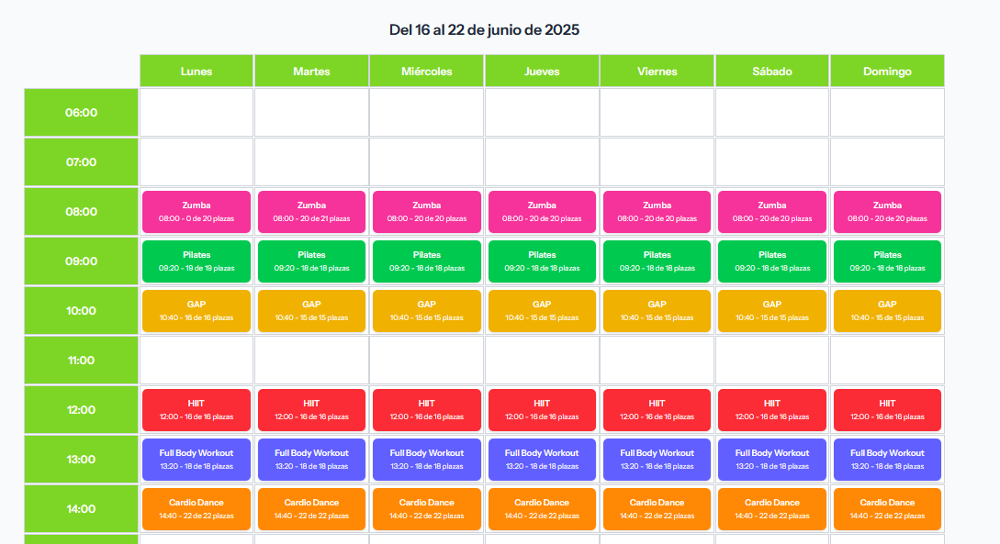 Del 16 al 22 de junio de 2025
Lunes Martes Miércoles Jueves Viernes Sábado Domingo
06:00
07:00
08:00
Zumba Zumba Zumba Zumba Zumba Zumba Zumba
08:00 - 0 de 20 plazas 08:00 - 20 de 21 plazas 08:00 - 20 de 20 plazas 08:00 - 20 de 20 plazas 08:00 - 20 de 20 plazas 08:00 - 20 de 20 plazas 08:00 - 20 de 20 plazas
09:00
Pilates Pilates Pilates Pilates Pilates Pilates Pilates
09:20 - 19 de 19 plazas 09:20 - 18 de 18 plazas 09:20 - 18 de 18 plazas 09:20 - 18 de 18 plazas 09:20 - 18 de 18 plazas 09:20 - 18 de 18 plazas 09:20 - 18 de 18 plazas
10:00
GAP GAP GAP GAP GAP GAP GAP
10:40 - 16 de 16 plazas 10:40 - 15 de 15 plazas 10:40 - 15 de 15 plazas 10:40 - 15 de 15 plazas 10:40 - 15 de 15 plazas 10:40 - 15 de 15 plazas 10:40 - 15 de 15 plazas
11:00
12:00
HIIT HIIT HIIT HIIT HIIT HIIT HIIT
12:00 - 16 de 16 plazas 12:00 - 16 de 16 plazas 12:00 - 16 de 16 plazas 12:00 - 16 de 16 plazas 12:00 - 16 de 16 plazas 12:00 - 16 de 16 plazas 12:00 - 16 de 16 plazas
13:00
Full Body Workout Full Body Workout Full Body Workout Full Body Workout Full Body Workout Full Body Workout Full Body Workout
13:20 - 18 de 18 plazas 13:20 - 18 de 18 plazas 13:20 - 18 de 18 plazas 13:20 - 18 de 18 plazas 13:20 - 18 de 18 plazas 13:20 - 18 de 18 plazas 13:20 - 18 de 18 plazas
14:00
Cardio Dance Cardio Dance Cardio Dance Cardio Dance Cardio Dance Cardio Dance Cardio Dance
14:40 - 22 de 22 plazas 14:40 - 22 de 22 plazas 14:40 - 22 de 22 plazas 14:40 - 22 de 22 plazas 14:40 - 22 de 22 plazas 14:40 - 22 de 22 plazas 14:40 - 22 de 22 plazas